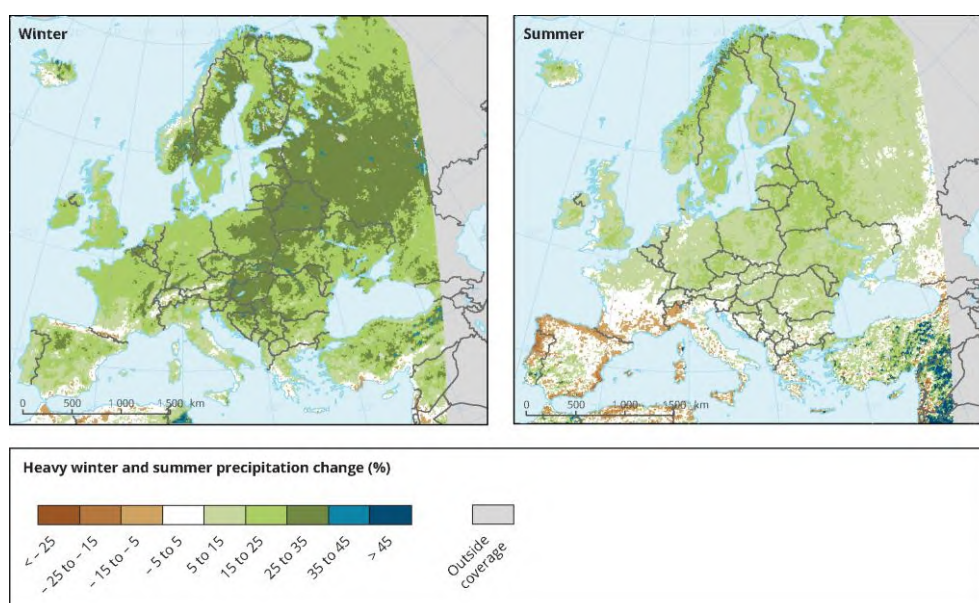 Winter
Summer
0 500 1 000 1 500 km
0 500 1 000 1 500 km
Heavy winter and summer precipitation change (%)
< – 25
– 25 to – 15
– 15 to – 5
– 5 to 5
5 to 15
15 to 25
25 to 35
35 to 45
> 45
Outside
coverage